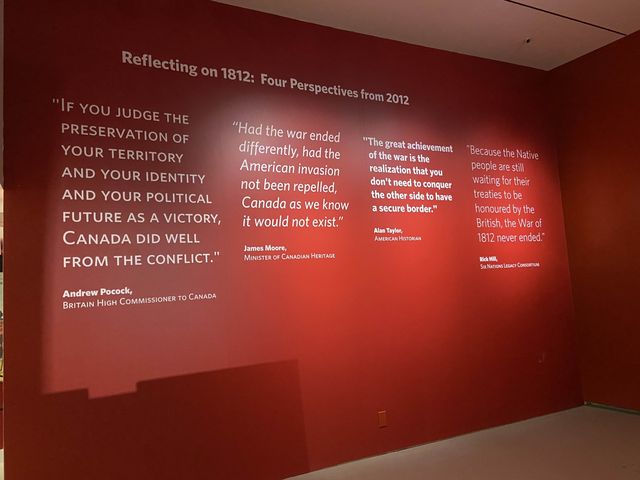 Reflecting on 1812: Four Perspectives from 2012
"IF YOU JUDGE THE
PRESERVATION OF
YOUR TERRITORY
AND YOUR IDENTITY
AND YOUR POLITICAL
FUTURE AS A VICTORY,
CANADA DID WELL
FROM THE CONFLICT."
Andrew Pocock,
BRITAIN HIGH COMMISSIONER TO CANADA
“Had the war ended
differently, had the
American invasion
not been repelled,
Canada as we know
it would not exist.”
James Moore,
MINISTER OF CANADIAN HERITAGE
"The great achievement
of the war is the
realization that you
don't need to conquer
the other side to have
a secure border."
Alan Taylor,
AMERICAN HISTORIAN
“Because the Native
people are still
waiting for their
treaties to be
honoured by the
British, the War of
1812 never ended.”
Rick Hill,
SIX NATIONS LEGACY CONSORTIUM